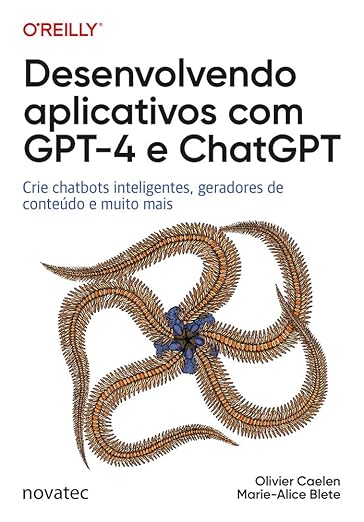 O'REILLY®
Desenvolvendo
aplicativos com
GPT-4 e ChatGPT
Crie chatbots inteligentes, geradores de
conteúdo e muito mais
Olivier Caelen
Marie-Alice Blete
novatec